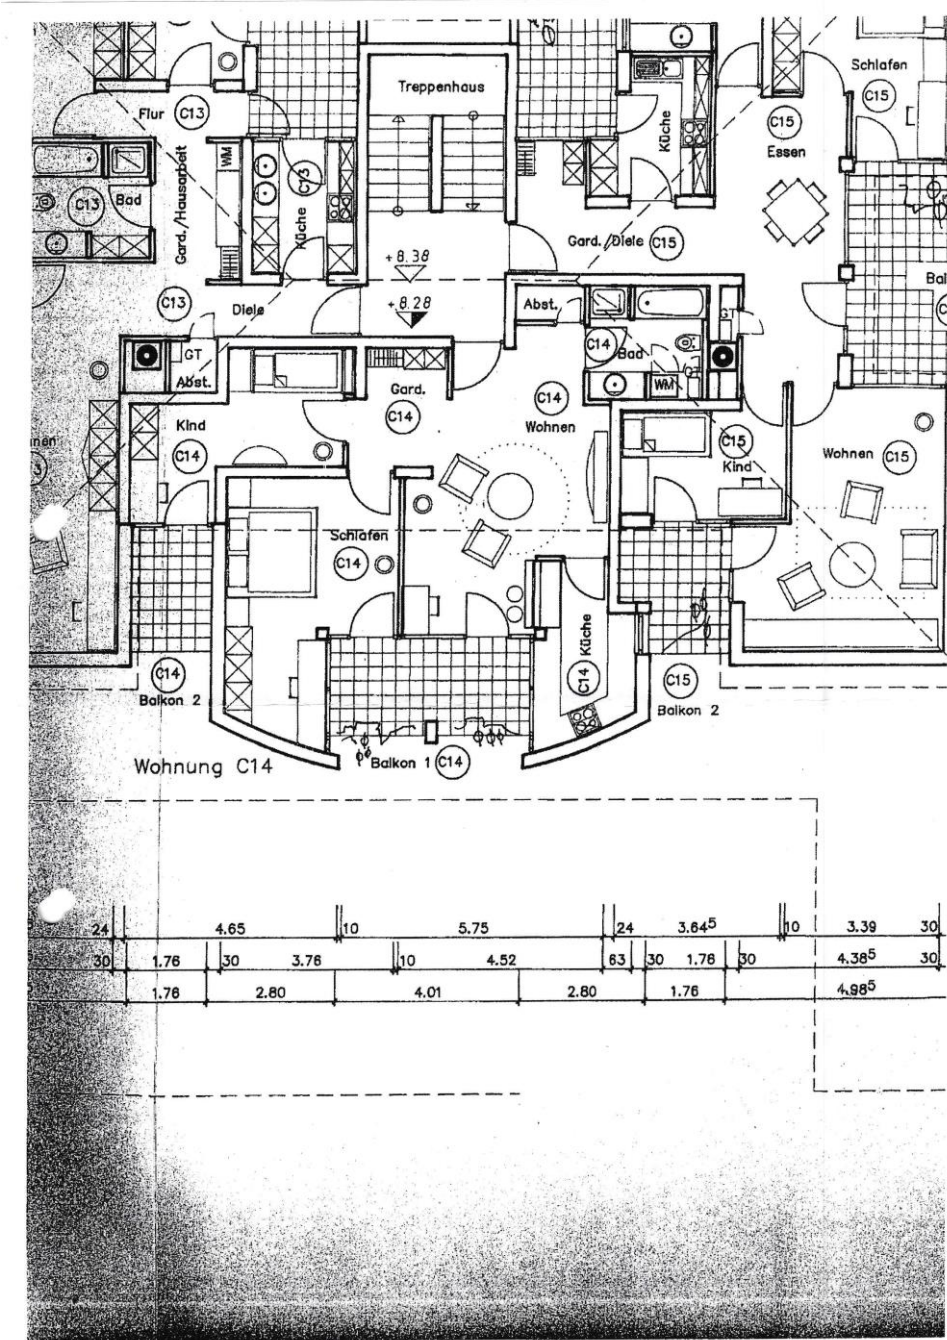 Treppenhaus
Schlafen
C15
Flur C13
Küche
C15
Essen
WM
C13
Küche
C13 Bad
Gard./Hausarbeit
+8.38
Gard./Diele C15
C13
Diele
+8.28
Abst.
GT
C14
Bad
GT
Abst.
WM
Gard.
C14
C14
Wohnen
Kind
C14
C15
Kind
Wohnen C15
Schlafen
C14
Küche
C14
C14
Balkon 2
C15
Balkon 2
Wohnung C14
Balkon 1 C14
24 4.65 10 5.75 24 3.64⁵ 10 3.39 30
30 1.76 30 3.76 10 4.52 63 30 1.76 30 4.38⁵ 30
1.76 2.80 4.01 2.80 1.76 4.98⁵